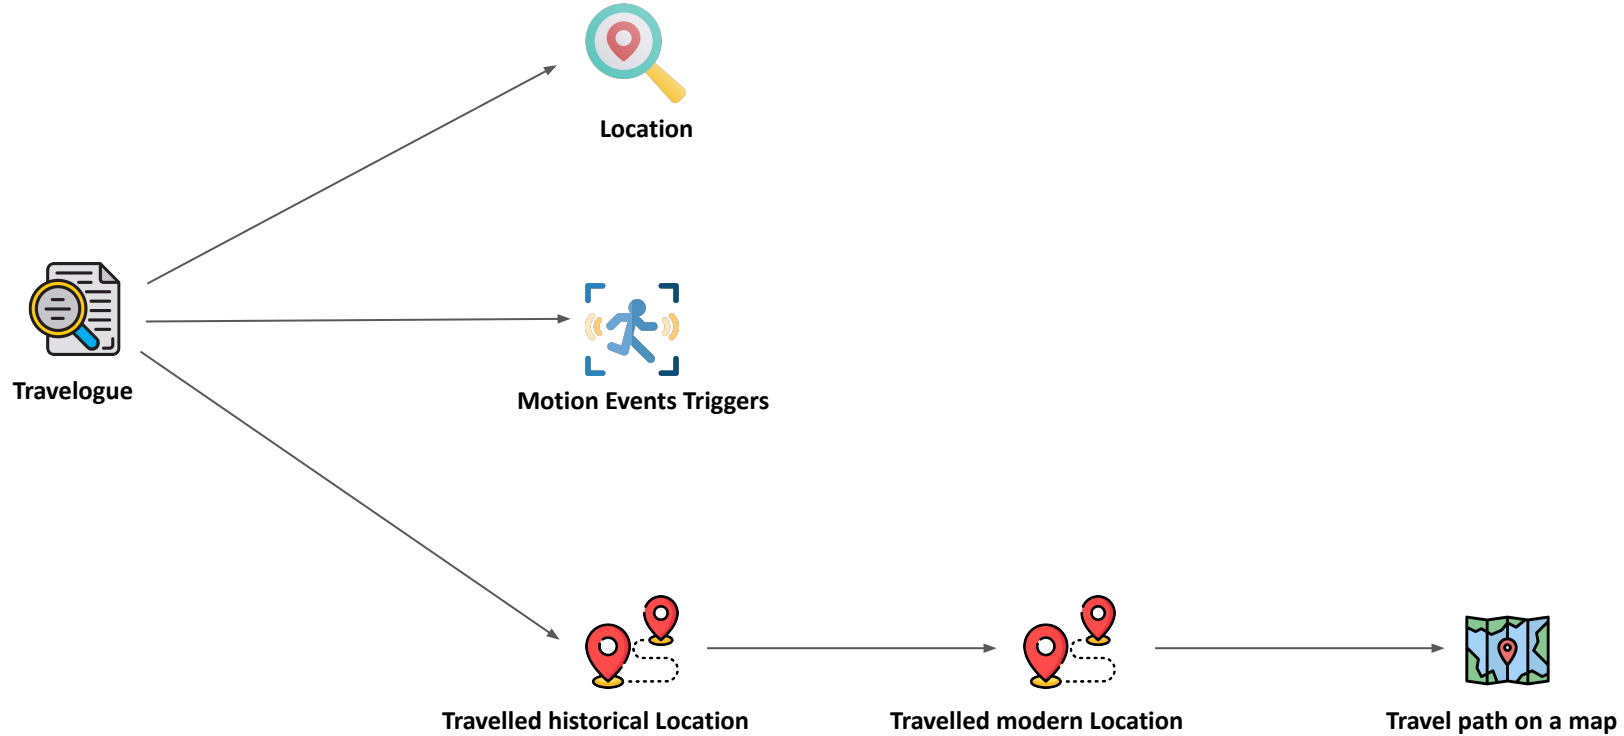 Location
Travelogue
Motion Events Triggers
Travelled historical Location
Travelled modern Location
Travel path on a map